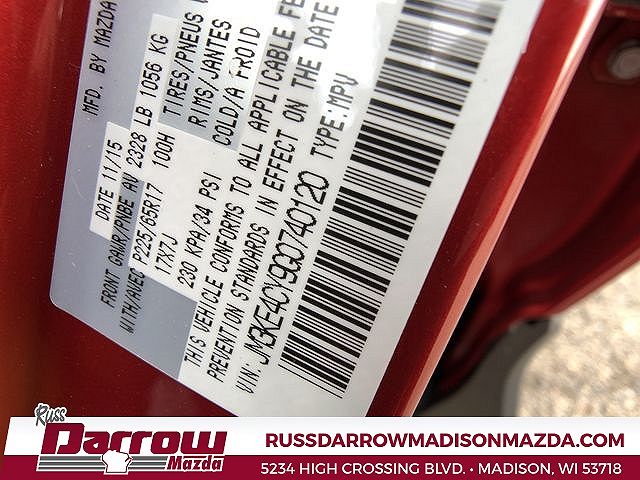 MFD. BY MAZDA
DATE 11/15
FRONT GAWR/PNBE AV 2328 LB 1056 KG
WITH/AVEC P225/65R17 100H TIRES/PNEUS
17X7J RIMS/JANTES
230 KPA/34 PSI COLD/A FROID
THIS VEHICLE CONFORMS TO ALL APPLICABLE FE
PREVENTION STANDARDS IN EFFECT ON THE DATE
VIN: JM3KE4CY9G0740120 TYPE:MPV
Russ
Darrow
Mazda
RUSSDARROWMADISONMAZDA.COM
5234 HIGH CROSSING BLVD. • MADISON, WI 53718